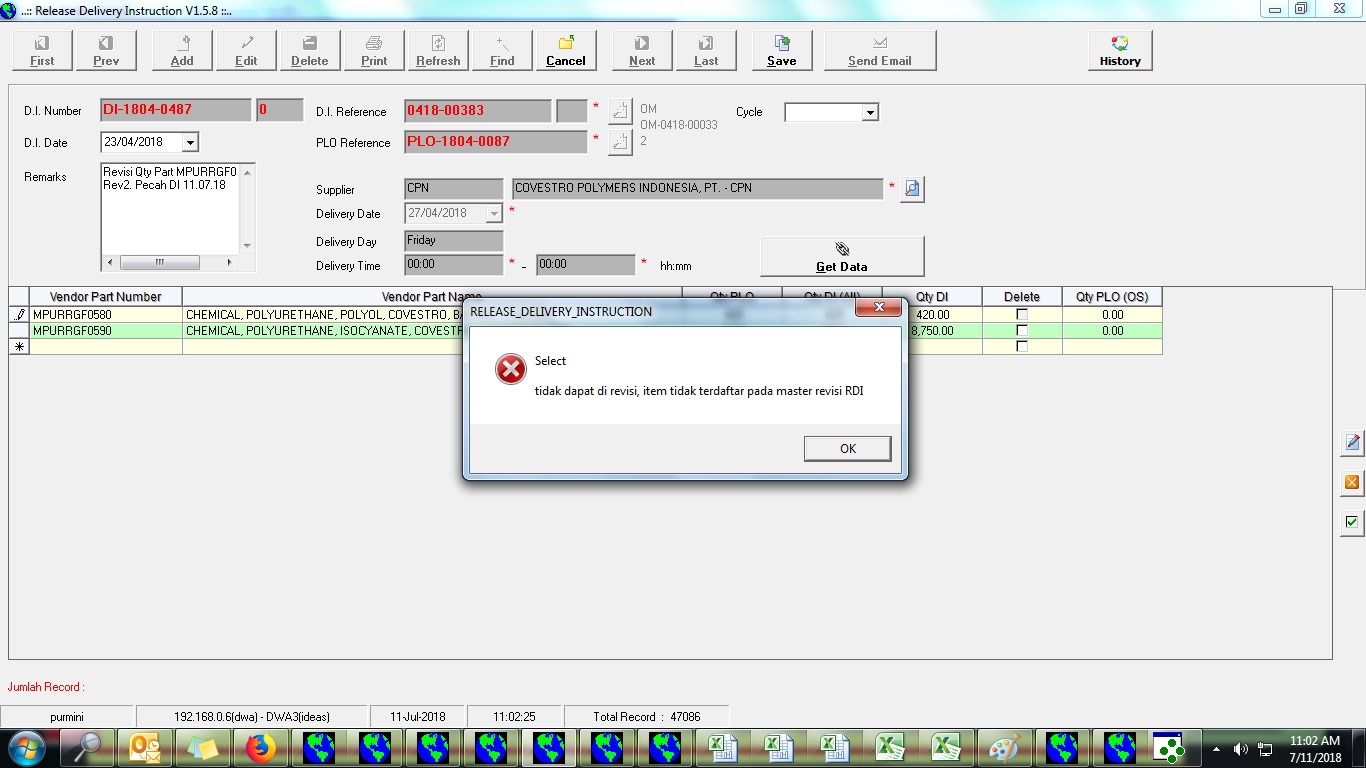 ..:: Release Delivery Instruction V1.5.8 ::..
First Prev Add Edit Delete Print Refresh Find Cancel Next Last Save Send Email History
D.I. Number DI-1804-0487 0 D.I. Reference 0418-00383 * OM Cycle
OM-0418-00033
D.I. Date 23/04/2018 PLO Reference PLO-1804-0087 * 2
Remarks Revisi Qty Part MPURRGF0
Rev2. Pecah DI 11.07.18
Supplier CPN COVESTRO POLYMERS INDONESIA, PT. - CPN *
Delivery Date 27/04/2018 *
Delivery Day Friday
Delivery Time 00:00 * - 00:00 * hh:mm
Get Data
Vendor Part Number Vendor Part Name Qty PLO Qty DI (All) Qty DI Delete Qty PLO (OS)
MPURRGF0580 CHEMICAL, POLYURETHANE, POLYOL, COVESTRO, 420.00 0.00
MPURRGF0590 CHEMICAL, POLYURETHANE, ISOCYANATE, 8,750.00 0.00
RELEASE_DELIVERY_INSTRUCTION
Select
tidak dapat di revisi, item tidak terdaftar pada master revisi RDI
OK
Jumlah Record :
purmini 192.168.0.6(dwa) - DWA3(ideas) 11-Jul-2018 11:02:25 Total Record : 47086
11:02 AM
7/11/2018